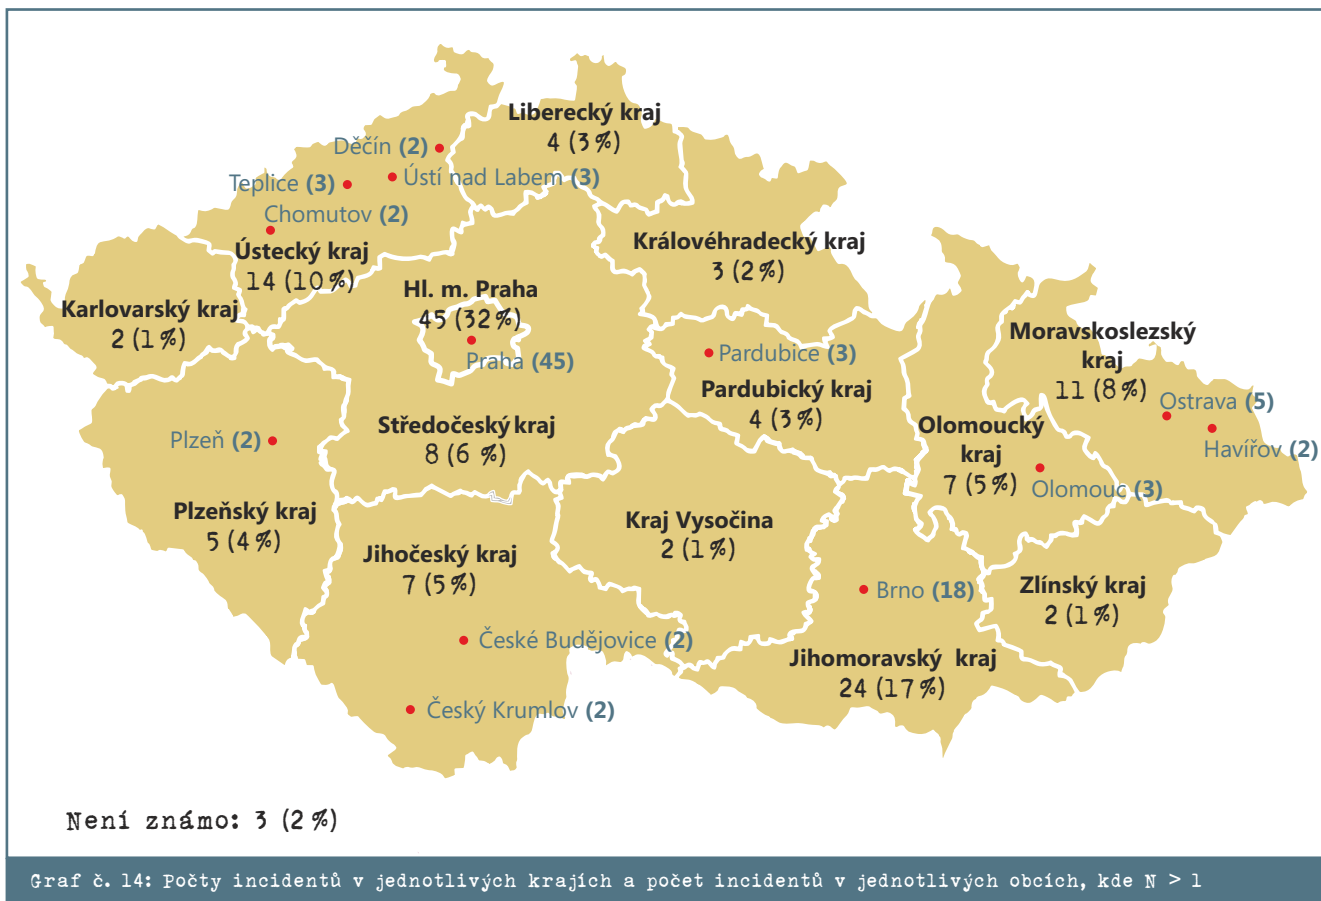 Liberecký kraj
4 (3 %)
Děčín (2)
Teplice (3)
Ústí nad Labem (3)
Chomutov (2)
Ústecký kraj
14 (10 %)
Královéhradecký kraj
3 (2 %)
Karlovarský kraj
2 (1 %)
Hl. m. Praha
45 (32 %)
Praha (45)
Moravskoslezský
kraj
11 (8 %)
Ostrava (5)
Havířov (2)
Pardubice (3)
Pardubický kraj
4 (3 %)
Středočeský kraj
8 (6 %)
Olomoucký
kraj
7 (5 %)
Olomouc (3)
Plzeň (2)
Plzeňský kraj
5 (4 %)
Kraj Vysočina
2 (1 %)
Jihočeský kraj
7 (5 %)
České Budějovice (2)
Český Krumlov (2)
Brno (18)
Jihomoravský kraj
24 (17 %)
Zlínský kraj
2 (1 %)
Není známo: 3 (2 %)
Graf č. 14: Počty incidentů v jednotlivých krajích a počet incidentů v jednotlivých obcích, kde N > 1